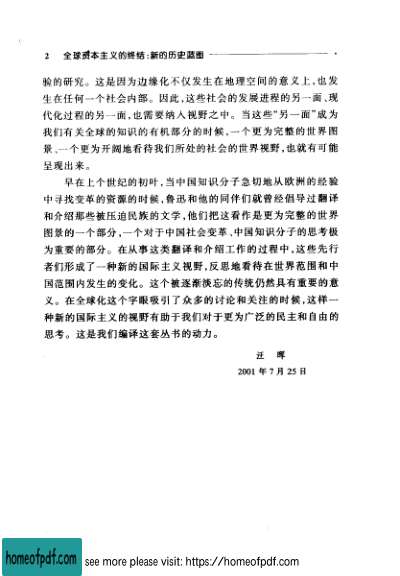 2 全球资本主义的终结:新的历史蓝图
验的研究。这是因为边缘化不仅发生在地理空间的意义上,也发
生在任何一个社会内部。因此,这些社会的发展进程的另一面、现
代化过程的另一面,也需要纳入视野之中。当这些“另一面”成为
我们有关全球的知识的有机部分的时候,一个更为完整的世界图
景、一个更为开阔地看待我们所处的社会的世界视野,也就有可能
呈现出来。
早在上个世纪的初叶,当中国知识分子急切地从欧洲的经验
中寻找变革的资源的时候,鲁迅和他的同伴们就曾经倡导过翻译
和介绍那些被压迫民族的文学,他们把这看作是更为完整的世界
图景的一个部分,一个对于中国社会变革、中国知识分子的思考极
为重要的部分。在从事这类翻译和介绍工作的过程中,这些先行
者们形成了一种新的国际主义视野,反思地看待在世界范围和中
国范围内发生的变化。这个被逐渐淡忘的传统仍然具有重要的意
义。在全球化这个字眼吸引了众多的讨论和关注的时候,这样一
种新的国际主义的视野有助于我们对于更为广泛的民主和自由的
思考。这是我们编译这套丛书的动力。
汪 晖
2001 年 7 月 25 日
homeofpdf.com see more please visit: https://homeofpdf.com